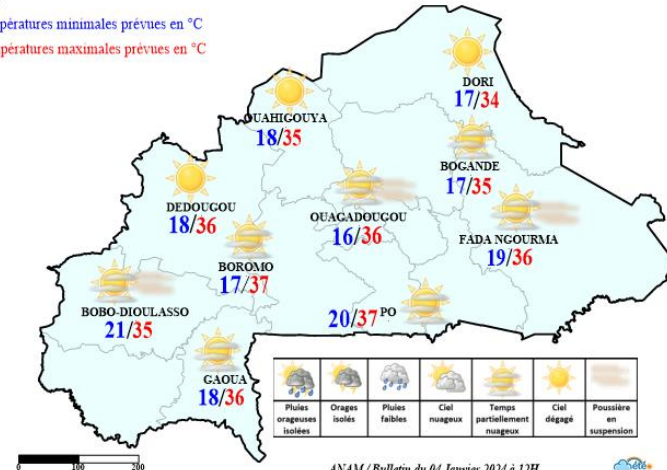 pératures minimales prévues en °C
pératures maximales prévues en °C
DORI
17/34
OUAHIGOUYA
18/35
BOGANDE
17/35
DEDOUGOU
18/36
OUAGADOUGOU
16/36
FADA NGOURMA
19/36
BOROMO
17/37
BOBO-DIOULASSO
21/35
20/37 PO
GAOUA
18/36
Pluies orageuses isolées
Orages isolés
Pluies faibles
Ciel nuageux
Temps partiellement nuageux
Ciel dégagé
Poussière en suspension
0 100 200
ANAM / Bulletin du 04 Janvier 2024 à 12H
été